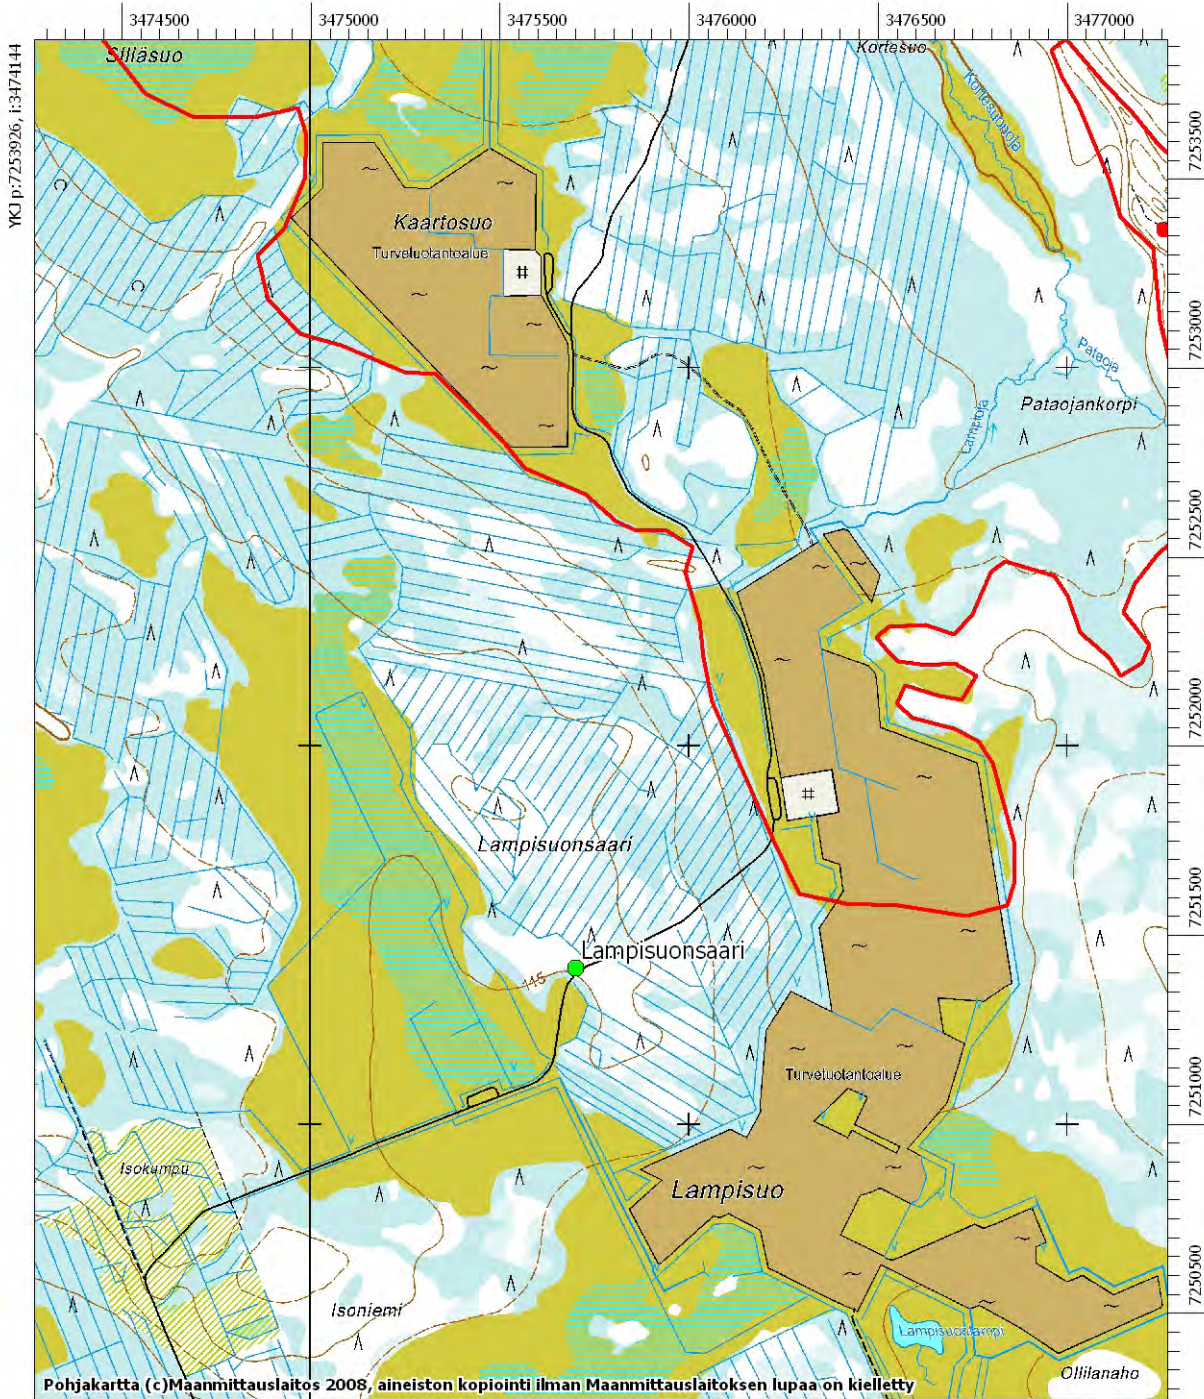 3474500 3475000 3475500 3476000 3476500 3477000
YKJ p:7253926, i:3474144
Silläsuo
Kortesuo
Kortesuonoja
7253500
Kaartosuo
Turvetuotantoalue
7253000
Pataoja
Lampioja
Pataojankorpi
7252500
7252000
Lampisuonsaari
7251500
Lampisuonsaari
115
Turvetuotantoalue
7251000
Isokumpu
Lampisuo
7250500
Isoniemi
Lampisuonlampi
Ollilanaho
Pohjakartta (c)Maanmittauslaitos 2008, aineiston kopiointi ilman Maanmittauslaitoksen lupaa on kielletty